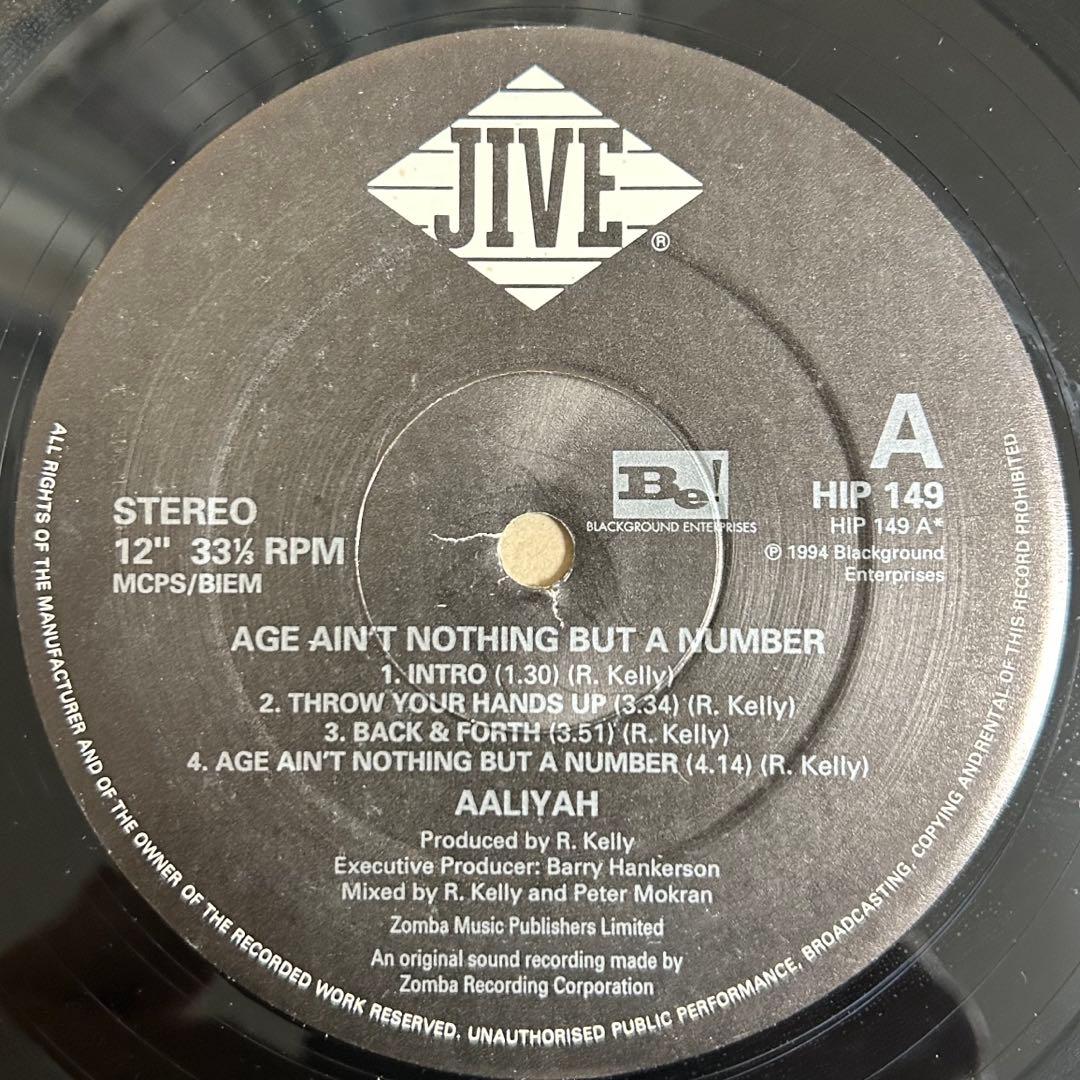 JIVE
®
A
Be!
BLACKGROUND ENTERPRISES
STEREO
12" 33⅓ RPM
MCPS/BIEM
HIP 149
HIP 149 A*
℗ 1994 Blackground
Enterprises
AGE AIN'T NOTHING BUT A NUMBER
1. INTRO (1.30) (R. Kelly)
2. THROW YOUR HANDS UP (3.34) (R. Kelly)
3. BACK & FORTH (3.51) (R. Kelly)
4. AGE AIN'T NOTHING BUT A NUMBER (4.14) (R. Kelly)
AALIYAH
Produced by R. Kelly
Executive Producer: Barry Hankerson
Mixed by R. Kelly and Peter Mokran
Zomba Music Publishers Limited
An original sound recording made by
Zomba Recording Corporation
ALL RIGHTS OF THE MANUFACTURER AND OF THE OWNER OF THE RECORDED WORK RESERVED. UNAUTHORISED PUBLIC PERFORMANCE, BROADCASTING, COPYING ANDRENTAL OF THIS RECORD PROHIBITED.